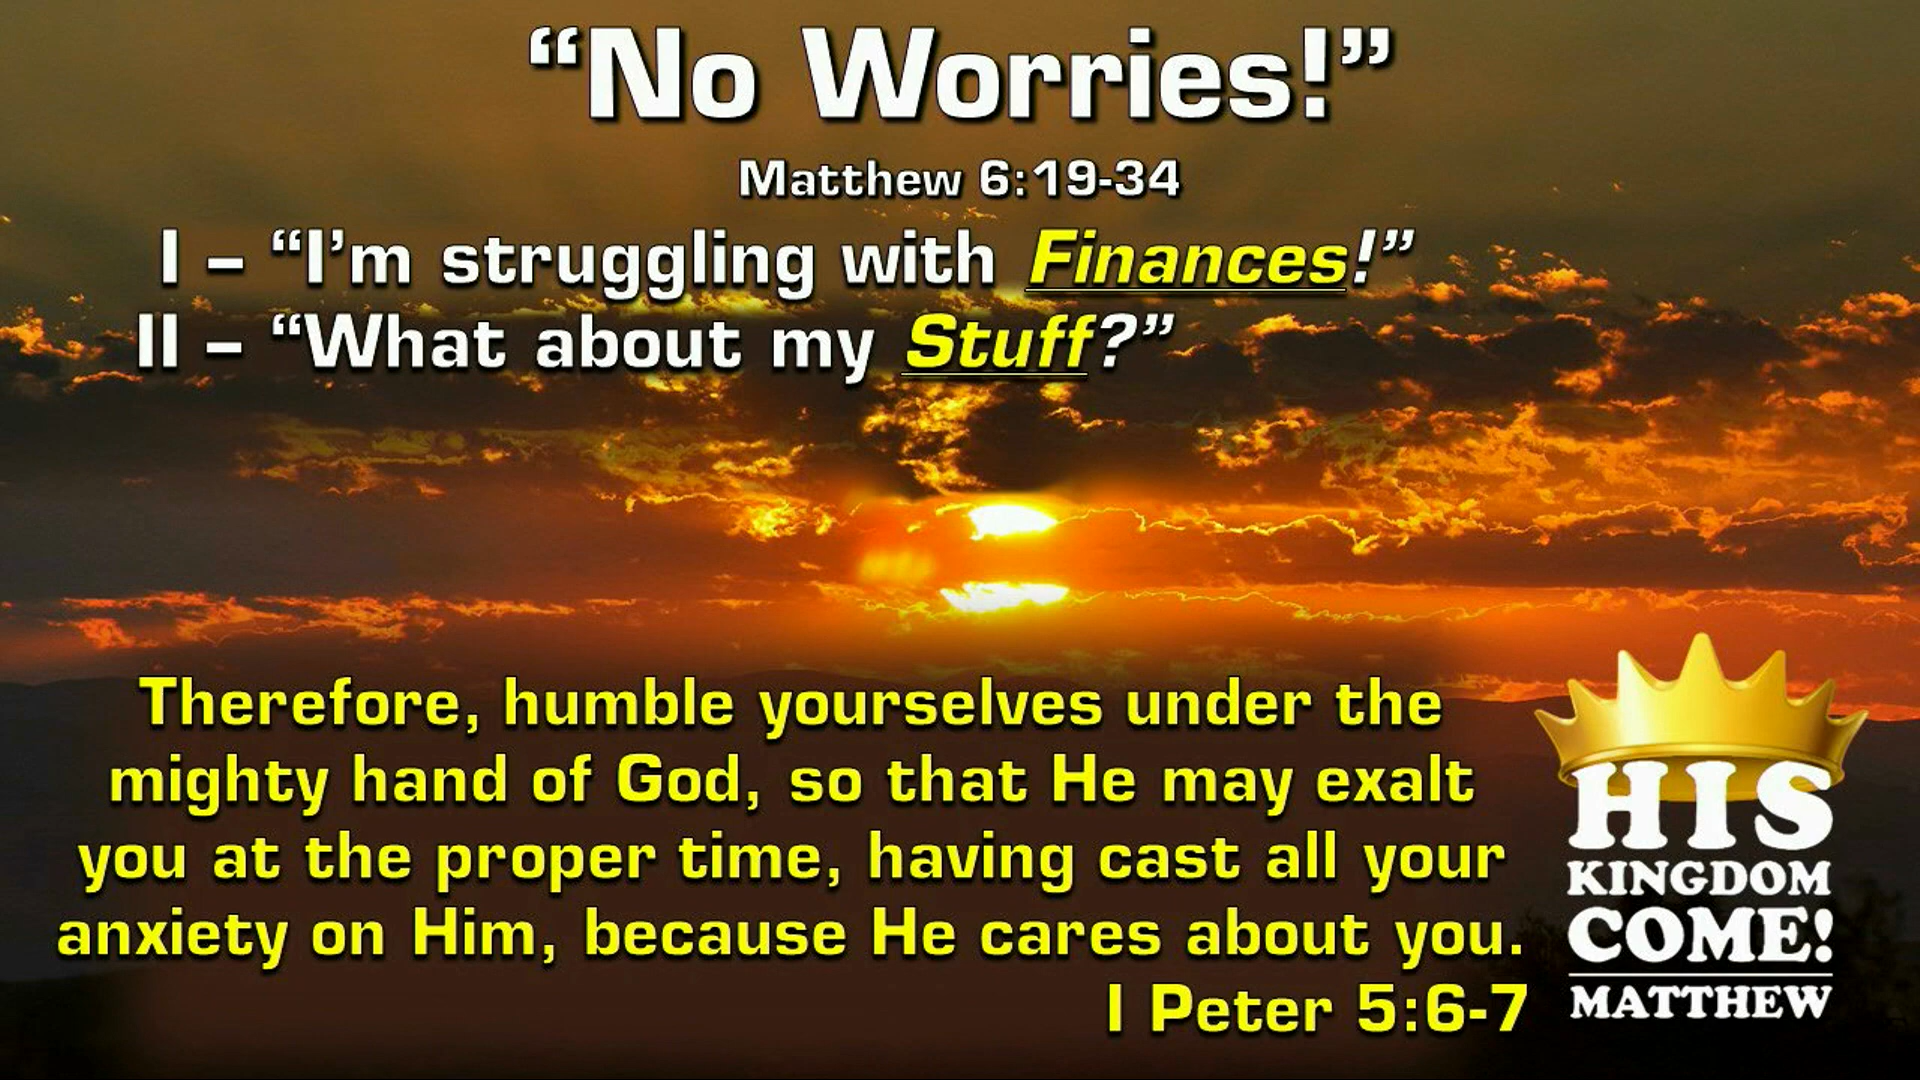 “No Worries!”
Matthew 6:19-34
I – “I’m struggling with Finances!”
II – “What about my Stuff?”
Therefore, humble yourselves under the
mighty hand of God, so that He may exalt
you at the proper time, having cast all your
anxiety on Him, because He cares about you.
I Peter 5:6-7
HIS
KINGDOM
COME!
MATTHEW